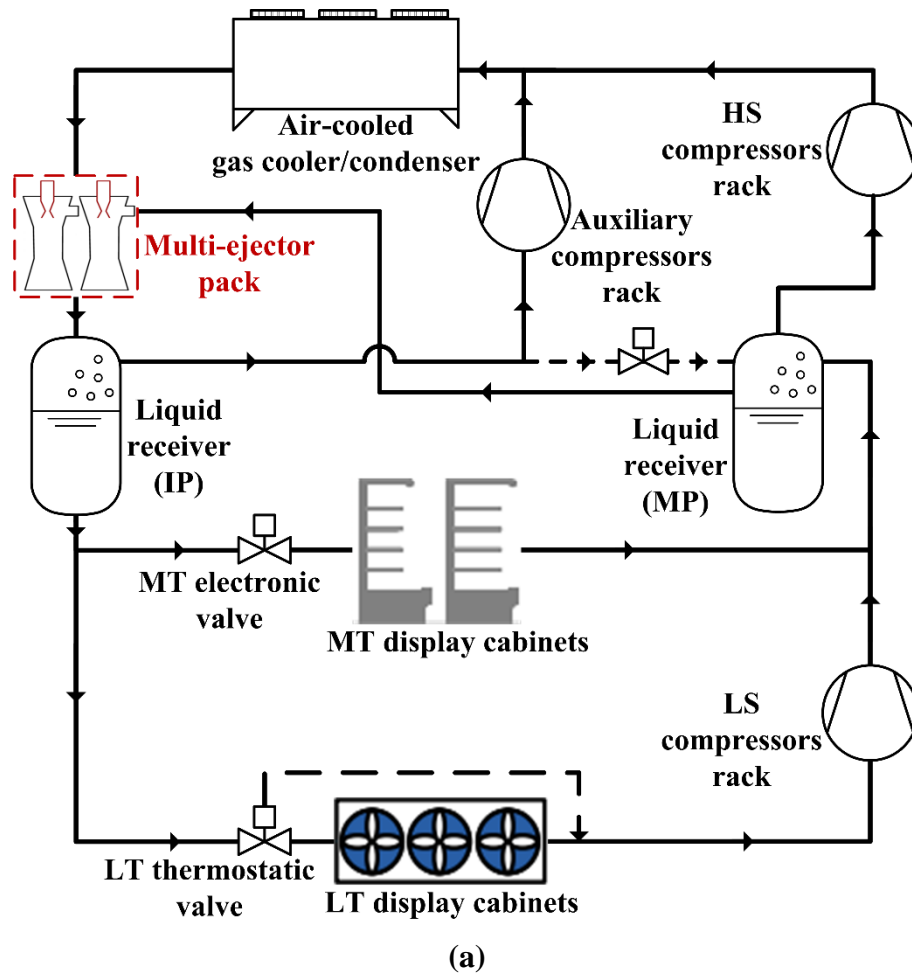 Air-cooled
gas cooler/condenser
HS
compressors
rack
Multi-ejector
pack
Auxiliary
compressors
rack
Liquid
receiver
(IP)
Liquid
receiver
(MP)
MT electronic
valve
MT display cabinets
LS
compressors
rack
LT thermostatic
valve
LT display cabinets
(a)